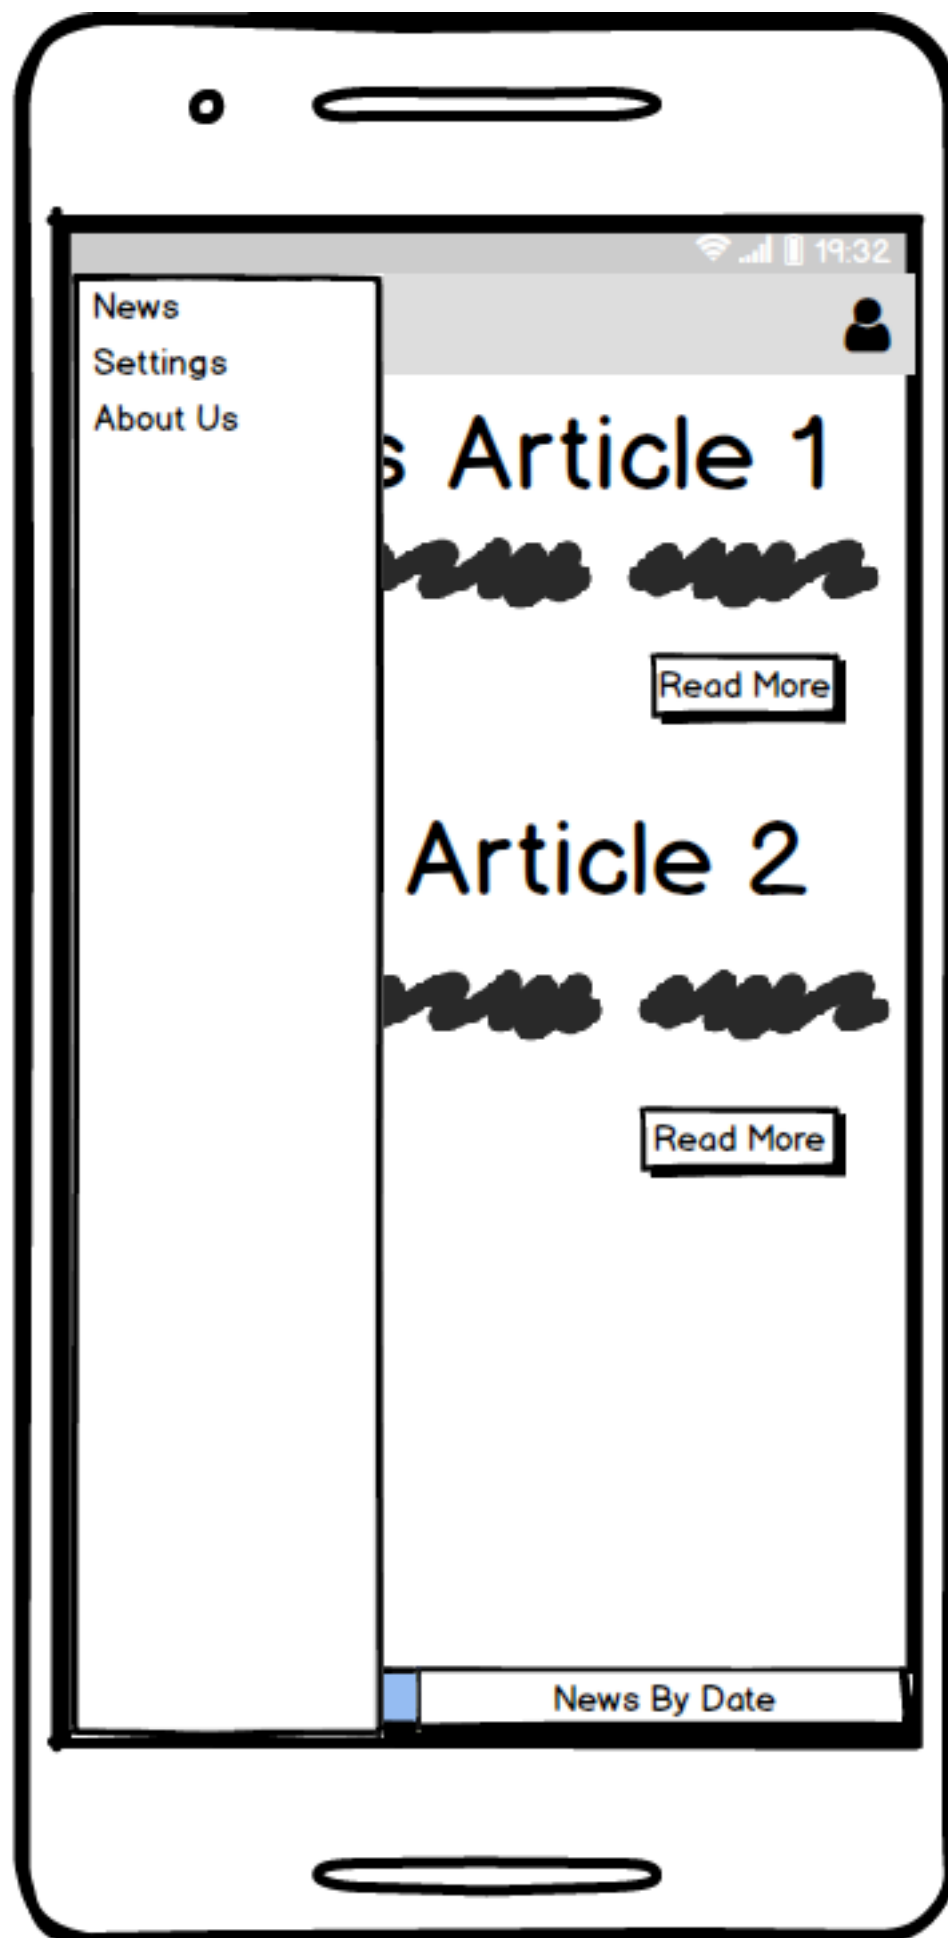 19:32
News
Settings
About Us
s Article 1
Read More
Article 2
Read More
News By Date